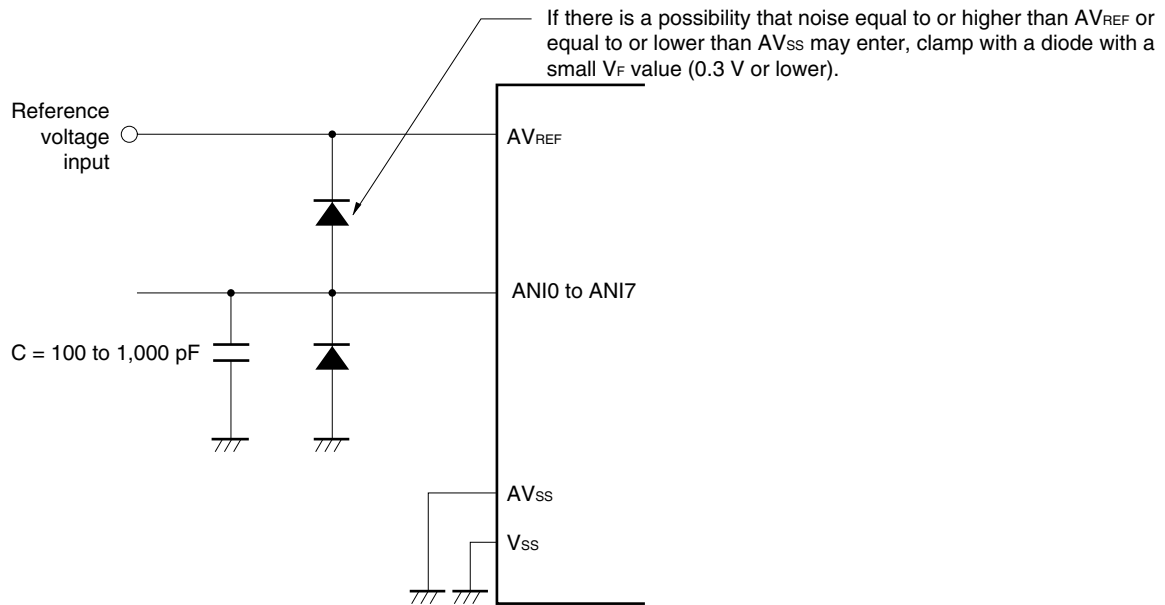 If there is a possibility that noise equal to or higher than AVREF or
equal to or lower than AVSS may enter, clamp with a diode with a
small VF value (0.3 V or lower).
Reference
voltage
input
AVREF
ANI0 to ANI7
C = 100 to 1,000 pF
AVSS
VSS